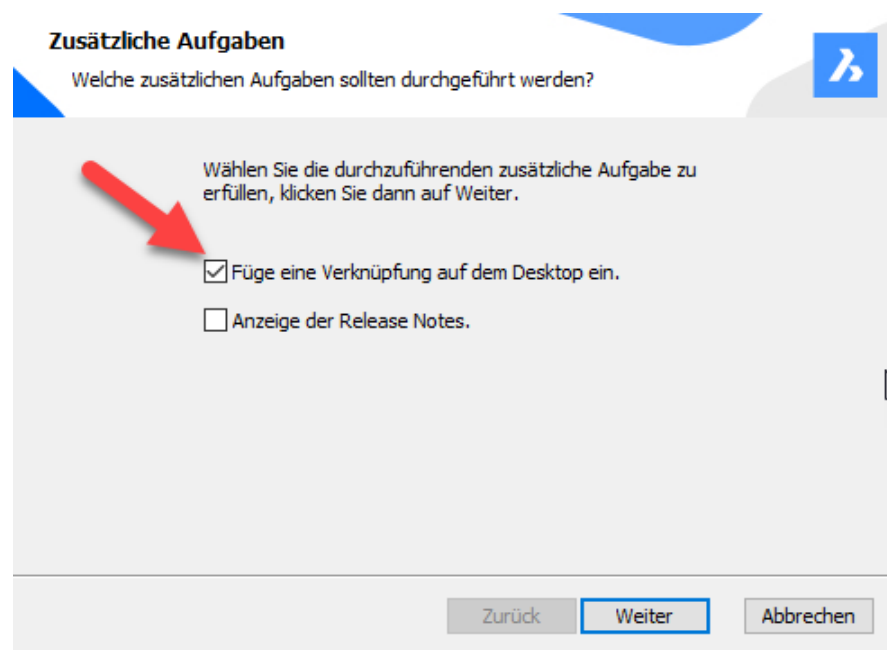 Zusätzliche Aufgaben
Welche zusätzlichen Aufgaben sollten durchgeführt werden?
Wählen Sie die durchzuführenden zusätzliche Aufgabe zu
erfüllen, klicken Sie dann auf Weiter.
Füge eine Verknüpfung auf dem Desktop ein.
Anzeige der Release Notes.
Zurück
Weiter
Abbrechen